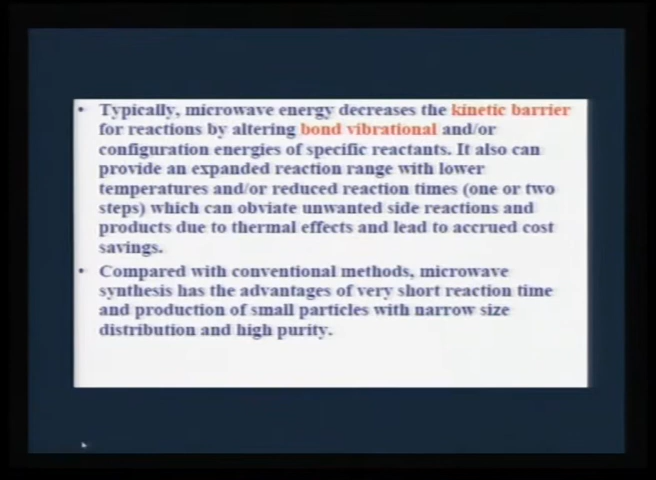 • Typically, microwave energy decreases the kinetic barrier
for reactions by altering bond vibrational and/or
configuration energies of specific reactants. It also can
provide an expanded reaction range with lower
temperatures and/or reduced reaction times (one or two
steps) which can obviate unwanted side reactions and
products due to thermal effects and lead to accrued cost
savings.
• Compared with conventional methods, microwave
synthesis has the advantages of very short reaction time
and production of small particles with narrow size
distribution and high purity.